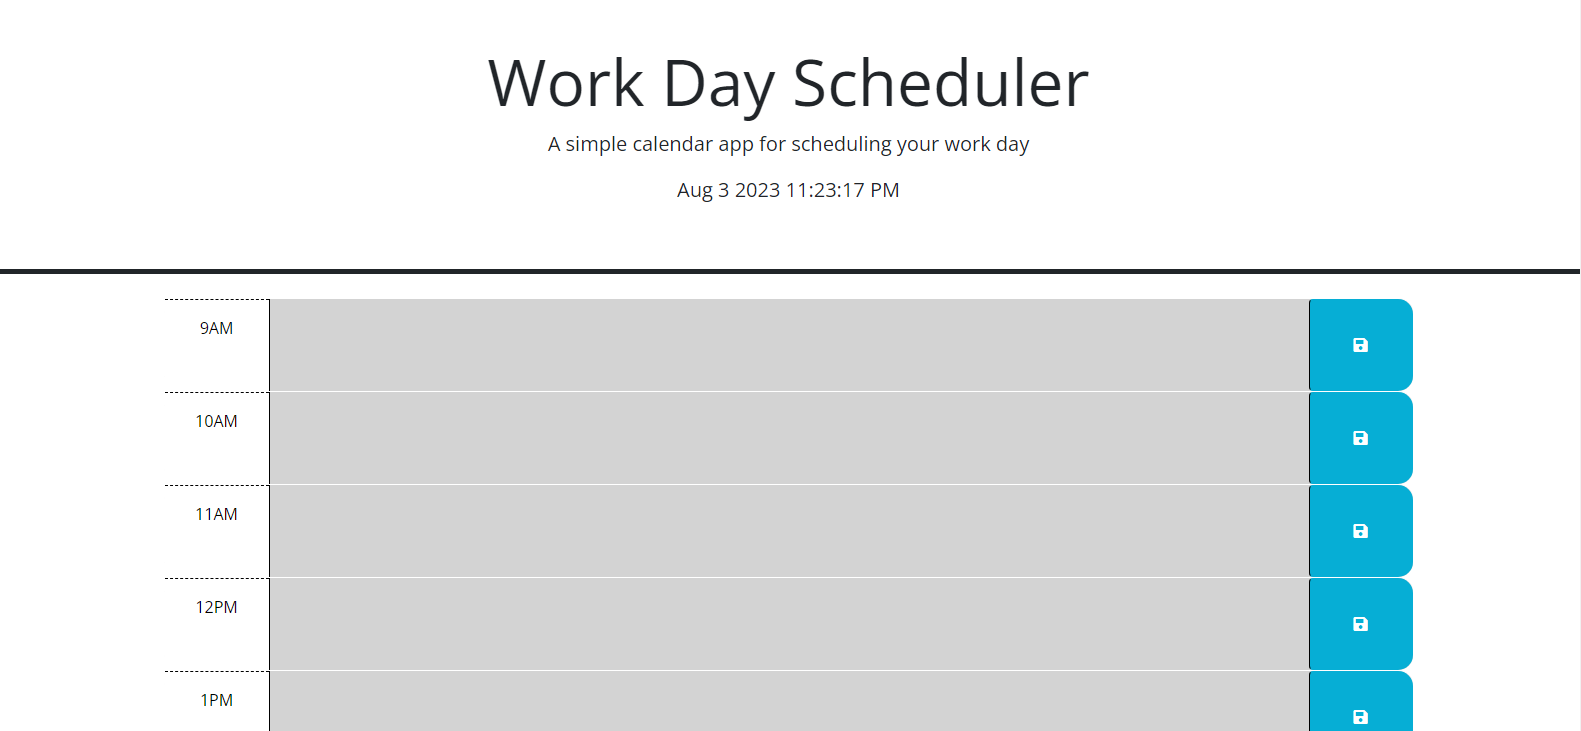 Work Day Scheduler
A simple calendar app for scheduling your work day
Aug 3 2023 11:23:17 PM
9AM
10AM
11AM
12PM
1PM